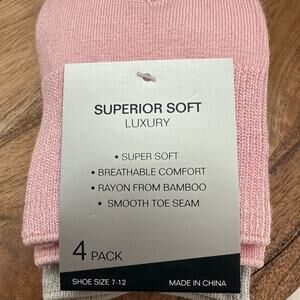 SUPERIOR SOFT
LUXURY
• SUPER SOFT
• BREATHABLE COMFORT
• RAYON FROM BAMBOO
• SMOOTH TOE SEAM
4 PACK
SHOE SIZE 7-12 MADE IN CHINA